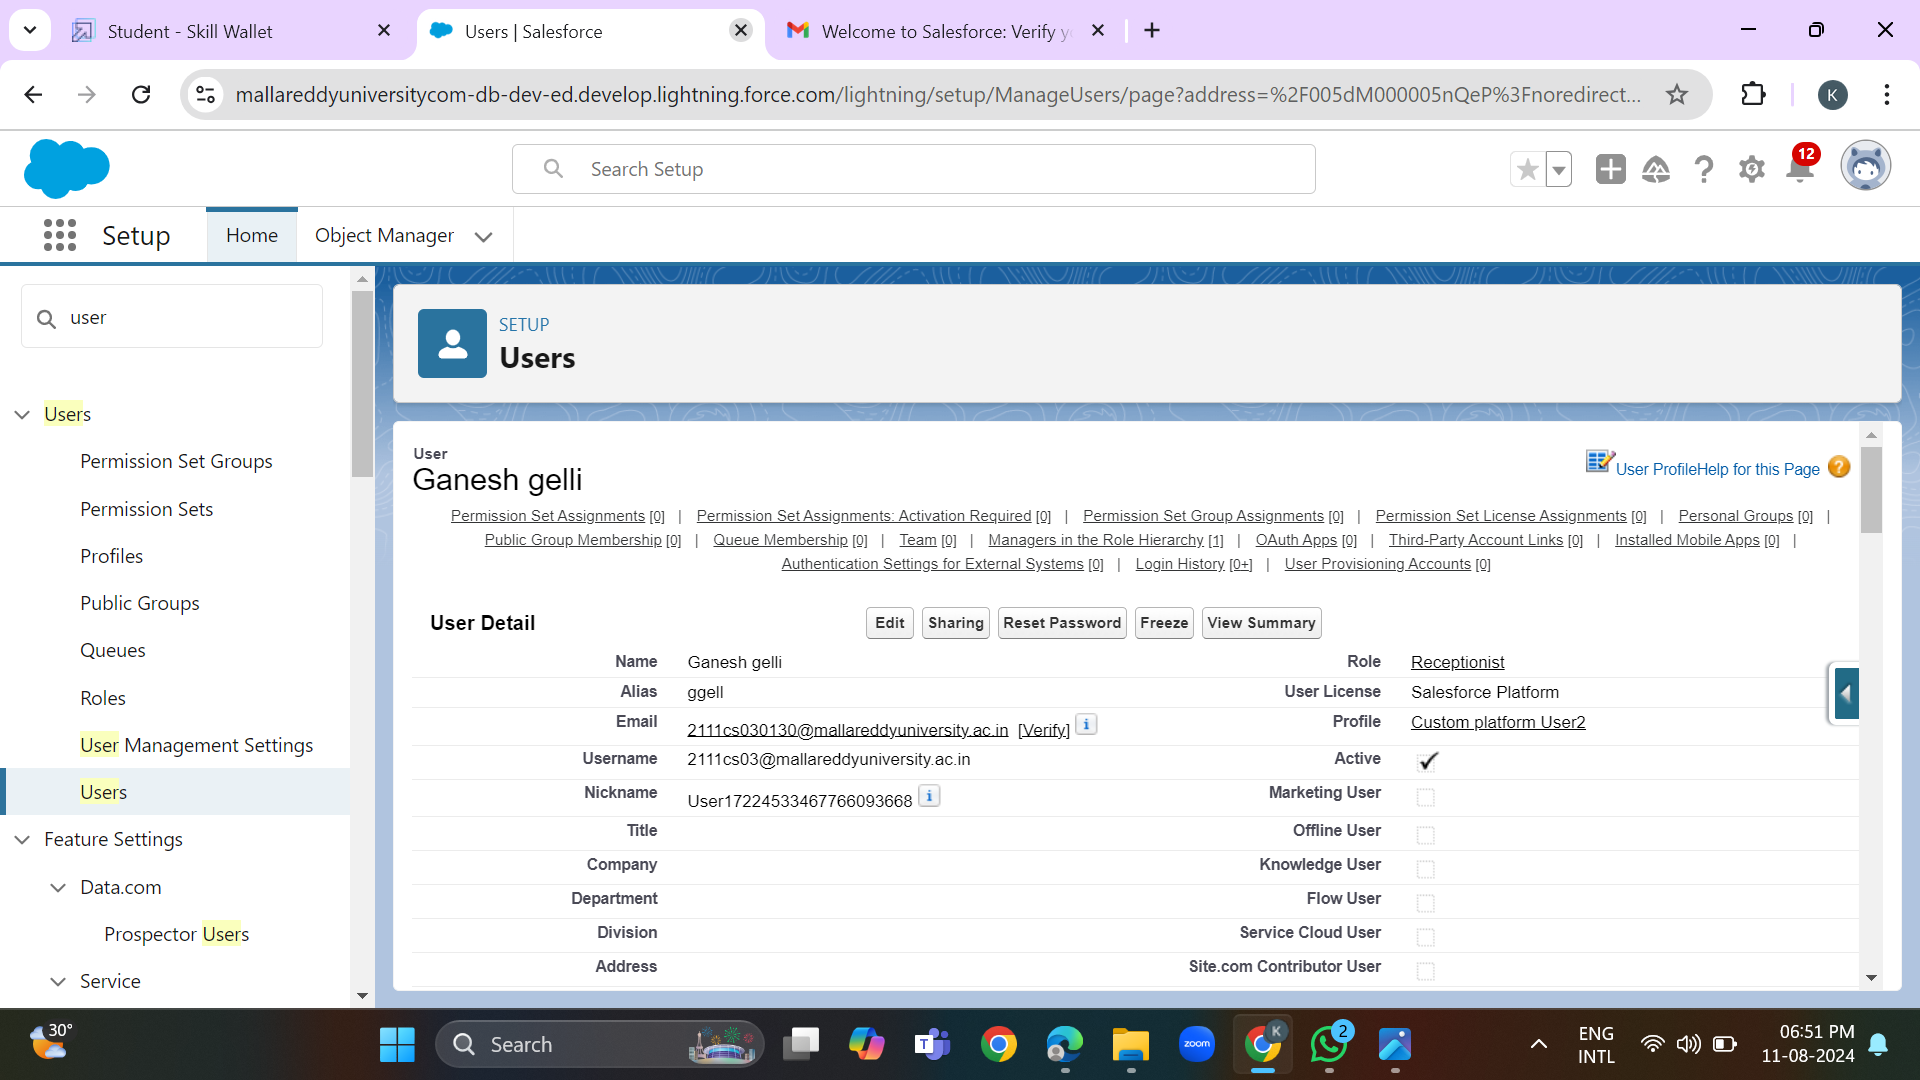 Student - Skill Wallet
Users | Salesforce
Welcome to Salesforce: Verify y
mallareddyuniversitycom-db-dev-ed.develop.lightning.force.com/lightning/setup/ManageUsers/page?address=%2F005dM000005nQeP%3Fnoredirect...
K
Search Setup
12
Setup
Home
Object Manager
user
Users
Permission Set Groups
Permission Sets
Profiles
Public Groups
Queues
Roles
User Management Settings
Users
Feature Settings
Data.com
Prospector Users
Service
SETUP
Users
User
Ganesh gelli
User ProfileHelp for this Page
Permission Set Assignments [0] | Permission Set Assignments: Activation Required [0] | Permission Set Group Assignments [0] | Permission Set License Assignments [0] | Personal Groups [0] |
Public Group Membership [0] | Queue Membership [0] | Team [0] | Managers in the Role Hierarchy [1] | OAuth Apps [0] | Third-Party Account Links [0] | Installed Mobile Apps [0] |
Authentication Settings for External Systems [0] | Login History [0+] | User Provisioning Accounts [0]
User Detail
Edit Sharing Reset Password Freeze View Summary
Name Ganesh gelli Role Receptionist
Alias ggell User License Salesforce Platform
Email 2111cs030130@mallareddyuniversity.ac.in [Verify] i Profile Custom platform User2
Username 2111cs03@mallareddyuniversity.ac.in Active
Nickname User17224533467766093668 i Marketing User
Title Offline User
Company Knowledge User
Department Flow User
Division Service Cloud User
Address Site.com Contributor User
30°
Search
zoom
K
2
ENG
INTL
06:51 PM
11-08-2024